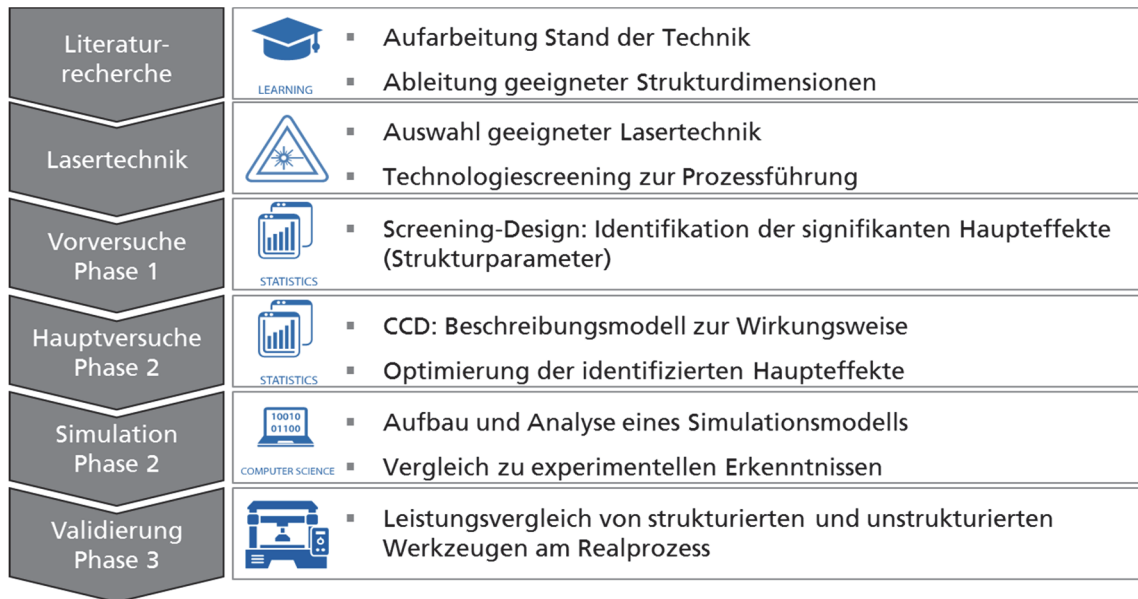 Literatur-
recherche
LEARNING
▪ Aufarbeitung Stand der Technik
▪ Ableitung geeigneter Strukturdimensionen
Lasertechnik
▪ Auswahl geeigneter Lasertechnik
▪ Technologiescreening zur Prozessführung
Vorversuche
Phase 1
STATISTICS
▪ Screening-Design: Identifikation der signifikanten Haupteffekte
(Strukturparameter)
Hauptversuche
Phase 2
STATISTICS
▪ CCD: Beschreibungsmodell zur Wirkungsweise
▪ Optimierung der identifizierten Haupteffekte
Simulation
Phase 2
10010
01100
COMPUTER SCIENCE
▪ Aufbau und Analyse eines Simulationsmodells
▪ Vergleich zu experimentellen Erkenntnissen
Validierung
Phase 3
▪ Leistungsvergleich von strukturierten und unstrukturierten
Werkzeugen am Realprozess